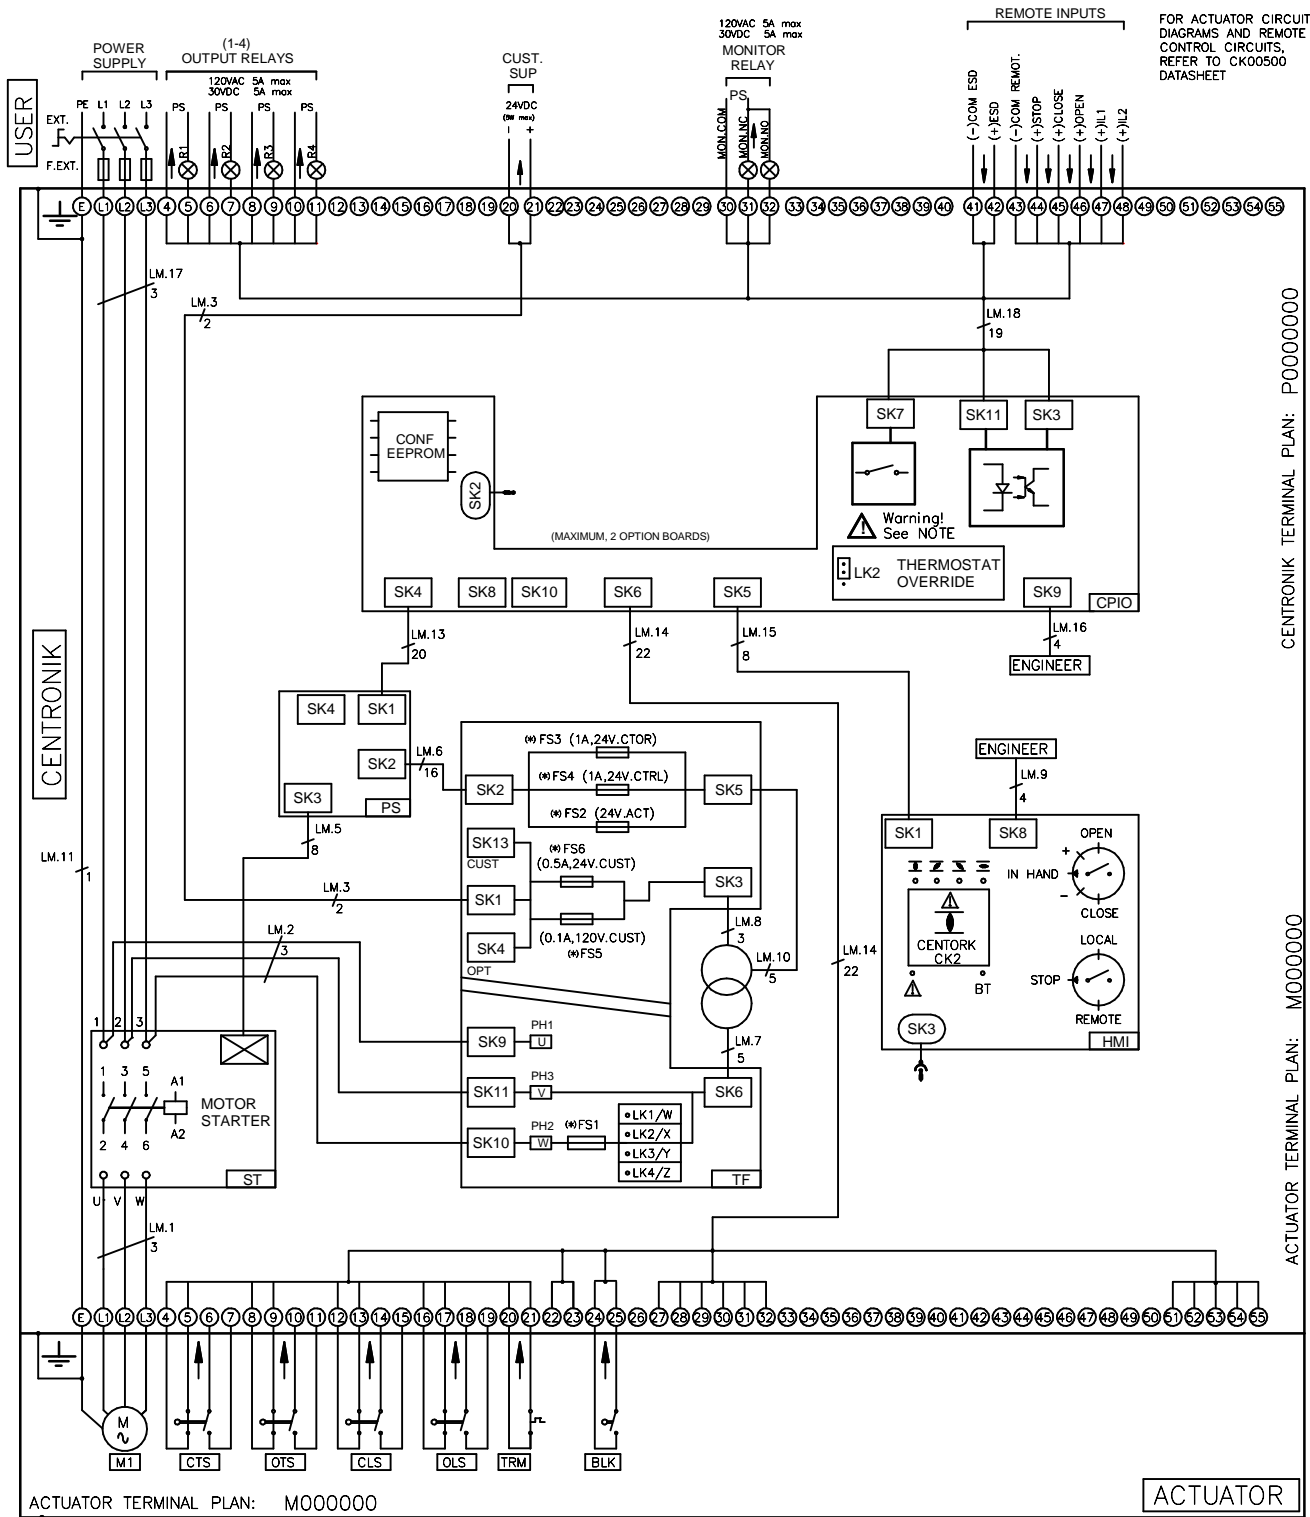 REMOTE INPUTS
FOR ACTUATOR CIRCUIT
DIAGRAMS AND REMOTE
CONTROL CIRCUITS,
REFER TO CK00500
DATASHEET
120VAC 5A max
30VDC 5A max
MONITOR
RELAY
POWER
SUPPLY
(1-4)
OUTPUT RELAYS
120VAC 5A max
30VDC 5A max
CUST.
SUP
24VDC
(6W max)
- +
USER
EXT.
F.EXT.
PE L1 L2 L3
PS PS PS PS
R1 R2 R3 R4
PS
MON.COM
MON.NC
MON.NO
(-)COM ESD
(+)ESD
(-)COM REMOT.
(+)STOP
(+)CLOSE
(+)OPEN
(+)IL1
(+)IL2
E L1 L2 L3 4 5 6 7 8 9 10 11 12 13 14 15 16 17 18 19 20 21 22 23 24 25 26 27 28 29 30 31 32 33 34 35 36 37 38 39 40 41 42 43 44 45 46 47 48 49 50 51 52 53 54 55
LM.17
3
LM.3
2
LM.18
19
CENTRONIK TERMINAL PLAN: P0000000
SK7
SK11
SK3
CONF
EEPROM
SK2
Warning!
See NOTE
(MAXIMUM, 2 OPTION BOARDS)
LK2
THERMOSTAT
OVERRIDE
SK4
SK8
SK10
SK6
SK5
SK9
CPIO
LM.13
20
LM.14
22
LM.15
8
LM.16
4
ENGINEER
CENTRONIK
SK4
SK1
SK2
SK3
PS
LM.6
16
LM.5
8
(*)FS3 (1A,24V.CTOR)
(*)FS4 (1A,24V.CTRL)
(*)FS2 (24V.ACT)
SK2
SK5
SK13
CUST
(*)FS6
(0.5A,24V.CUST)
SK1
SK3
SK4
OPT
(0.1A,120V.CUST)
(*)FS5
LM.8
3
LM.10
5
LM.7
5
LM.3
2
LM.2
3
LM.11
1
LM.14
22
ENGINEER
LM.9
4
SK1
SK8
OPEN
+
IN HAND
-
CLOSE
LOCAL
STOP
REMOTE
CENTORK
CK2
BT
SK3
HMI
SK9
PH1
U
SK11
PH3
V
SK10
PH2
W
(*)FS1
LK1/W
LK2/X
LK3/Y
LK4/Z
SK6
TF
1 2 3
1 3 5
A1
MOTOR
STARTER
A2
2 4 6
ST
U V W
LM.1
3
ACTUATOR TERMINAL PLAN: M000000
E L1 L2 L3 4 5 6 7 8 9 10 11 12 13 14 15 16 17 18 19 20 21 22 23 24 25 26 27 28 29 30 31 32 33 34 35 36 37 38 39 40 41 42 43 44 45 46 47 48 49 50 51 52 53 54 55
M
M1
CTS
OTS
CLS
OLS
TRM
BLK
ACTUATOR TERMINAL PLAN: M000000
ACTUATOR